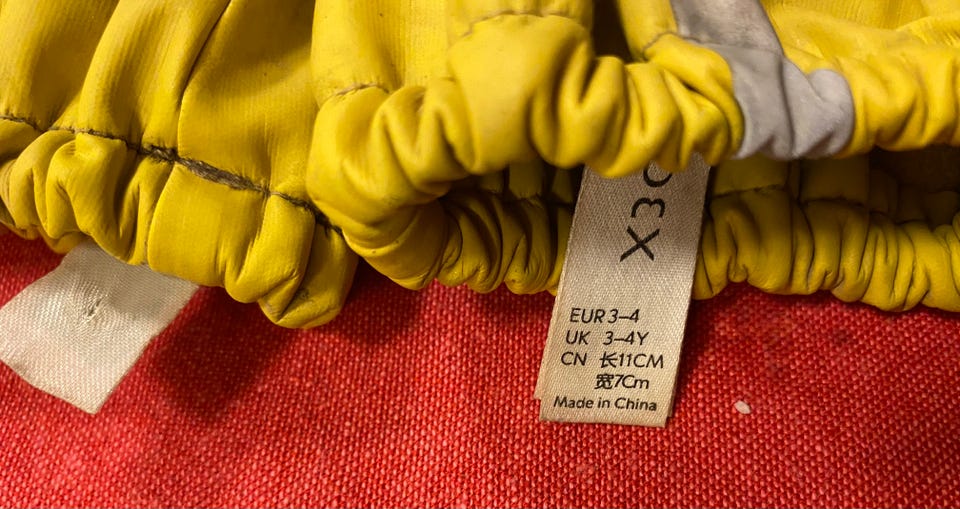 X3
EUR 3–4
UK 3–4Y
CN 长11CM
宽7Cm
Made in China